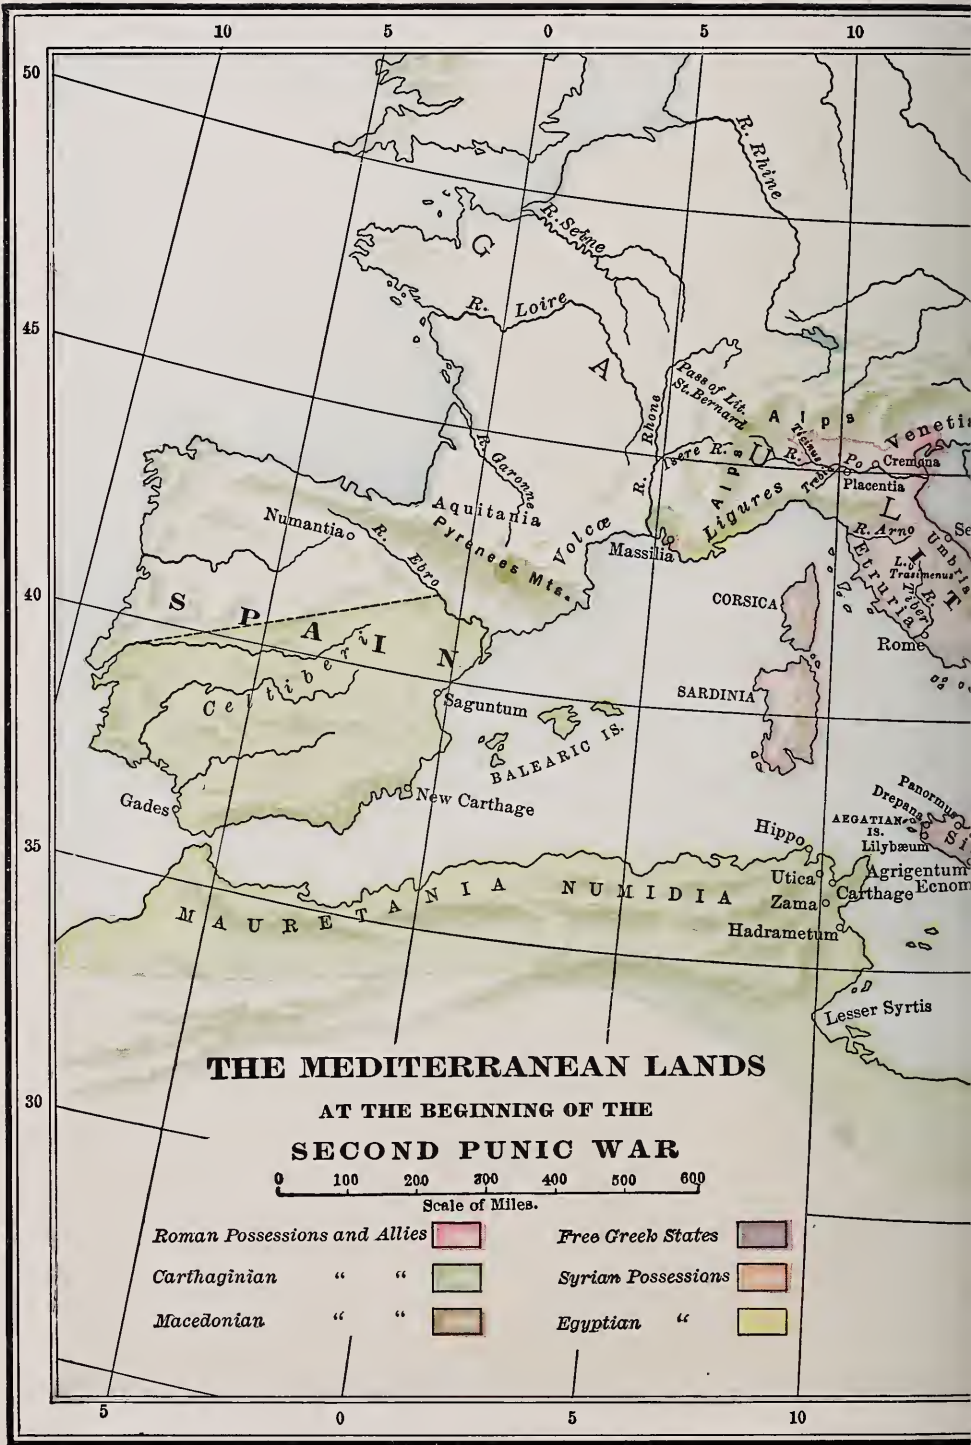 10 5 0 5 10
50
45
40
35
30
5 0 5 10
R. Rhine
G
R. Seine
R. Loire
A
Pass of Lit.
St. Bernard
Alps
R. Rhone
Isere R.
U
Alps
R. Po
Ticinus
Trebia
Venetia
Cremona
Placentia
L
Ligures
R. Garonne
Aquitania
Volcæ
Pyrenees Mts.
Massilia
Numantia
R. Ebro
R. Arno
Se
Umbria
I T
Etruria
L. Trasimenus
R. Tiber
Rome
CORSICA
SARDINIA
SPAIN
Celtiberi
Saguntum
BALEARIC IS.
New Carthage
Gades
Panormus
Drepana
AEGATIAN
IS.
Lilybæum
Si
Hippo
Utica
Agrigentum
Carthage
Ecnom
Zama
Hadrametum
MAURETANIA NUMIDIA
Lesser Syrtis
THE MEDITERRANEAN LANDS
AT THE BEGINNING OF THE
SECOND PUNIC WAR
0 100 200 300 400 500 600
Scale of Miles.
Roman Possessions and Allies
Carthaginian “ “
Macedonian “ “
Free Greek States
Syrian Possessions
Egyptian “